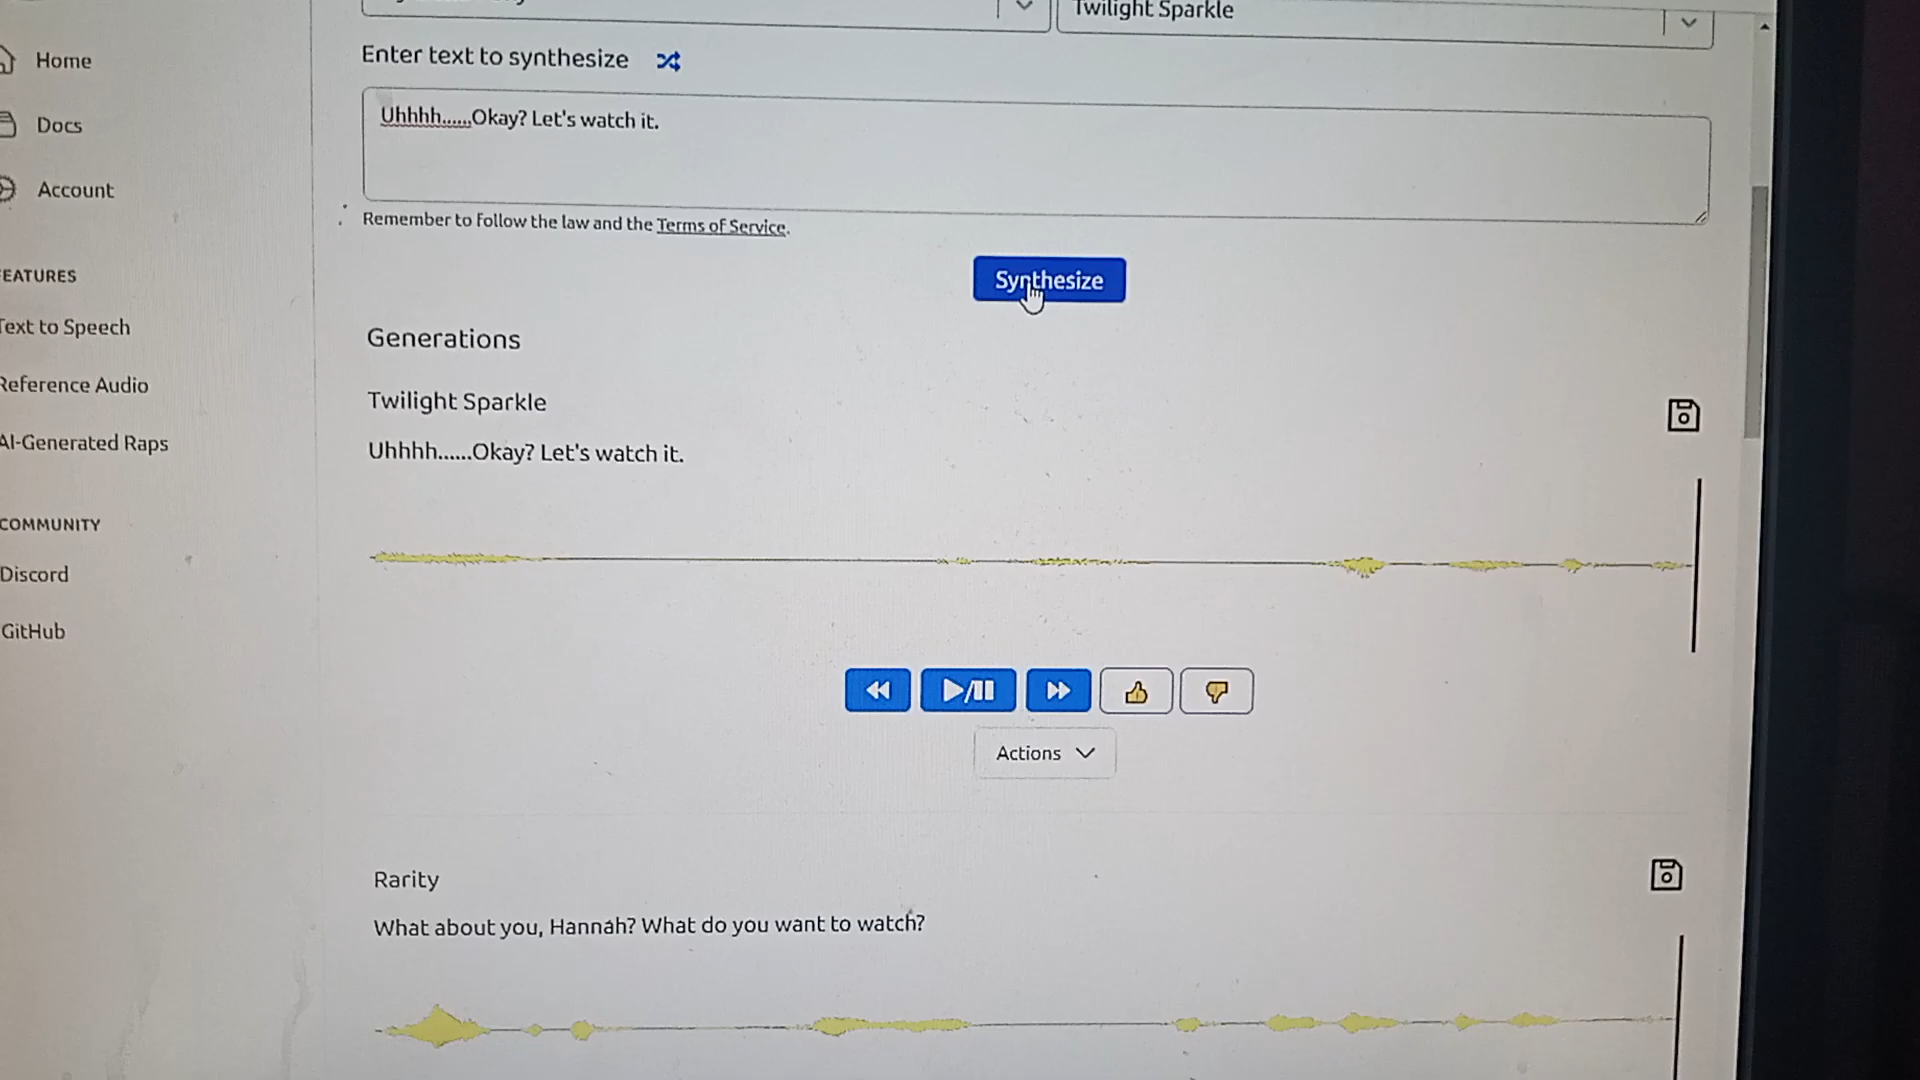 Twilight Sparkle
Home
Docs
Account
Enter text to synthesize
Uhhhh......Okay? Let's watch it.
Remember to follow the law and the Terms of Service.
Synthesize
FEATURES
Text to Speech
Reference Audio
AI-Generated Raps
COMMUNITY
Discord
GitHub
Generations
Twilight Sparkle
Uhhhh......Okay? Let's watch it.
Actions
Rarity
What about you, Hannah? What do you want to watch?